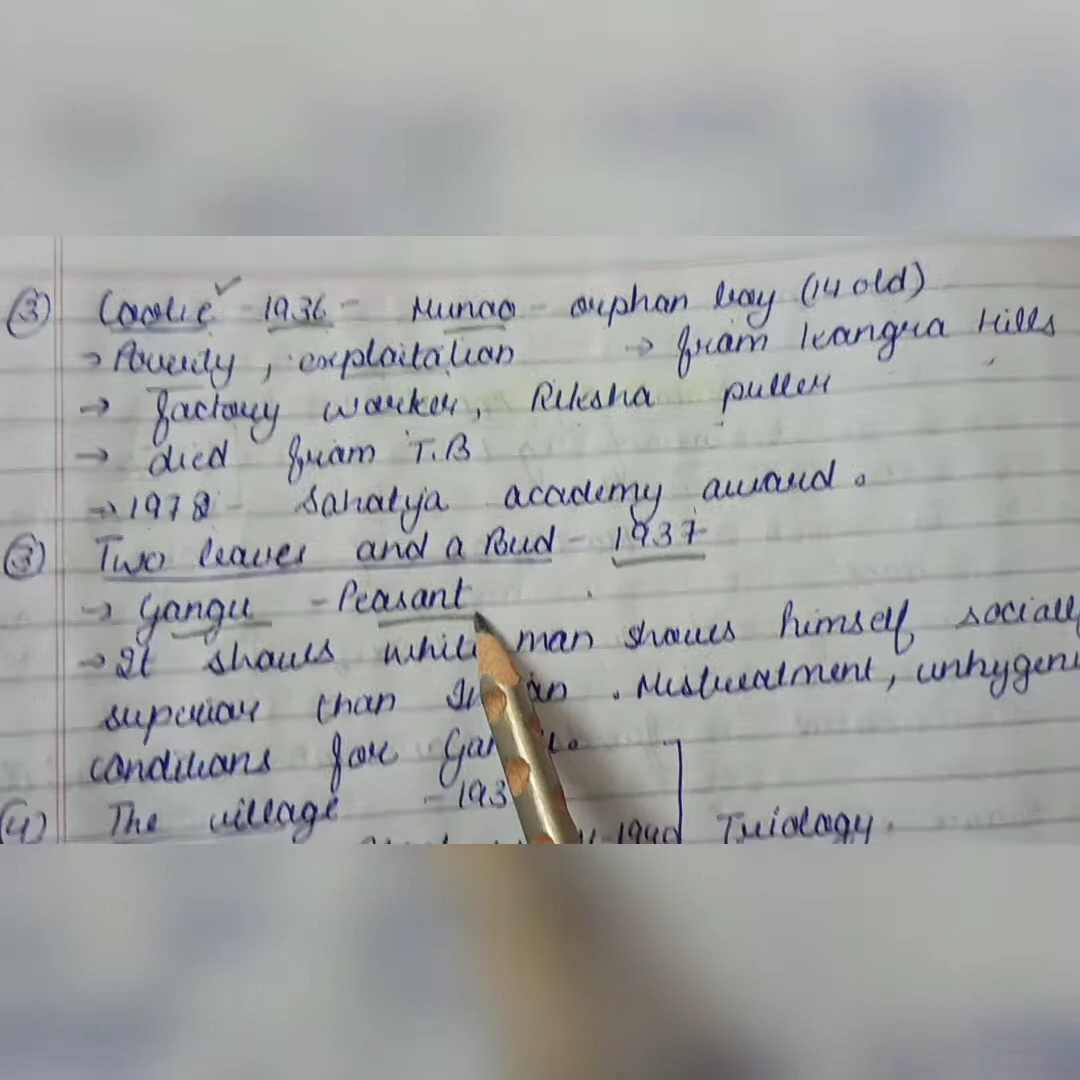 (3) Coolie - 1936 - Munoo - orphan boy (14 old)
→ Poverty, exploitation → from Kangra Hills
→ factory worker, Riksha puller
→ died from T.B
→ 1972 - Sahatya academy award.
(3) Two leaves and a Bud - 1937
→ Gangu - Peasant
→ It shows white man shows himself socially
superior than . Mistreatment, unhygeni
conditions for
(4) The village - 193
1940 Triology.